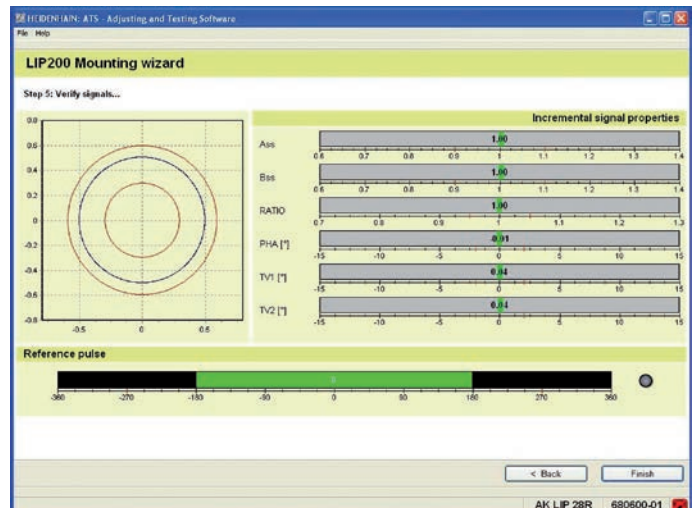 HEIDENHAIN: ATS - Adjusting and Testing Software
File Help
LIP200 Mounting wizard
Step 5: Verify signals...
Incremental signal properties
0.8
0.6
0.4
0.2
0
-0.2
-0.4
-0.6
-0.8
-0.5 0 0.5
Ass 1.00
0.6 0.7 0.8 0.9 1 1.1 1.2 1.3 1.4
Bss 1.00
0.6 0.7 0.8 0.9 1 1.1 1.2 1.3 1.4
RATIO 1.00
0.7 0.8 0.9 1 1.1 1.2 1.3
PHA [°] -0.01
-15 -10 -5 0 5 10 15
TV1 [°] 0.04
-15 -10 -5 0 5 10 15
TV2 [°] 0.04
-15 -10 -5 0 5 10 15
Reference pulse
-360 -270 -180 -90 0 90 180 270 360
< Back Finish
AK LIP 28R 680600-01